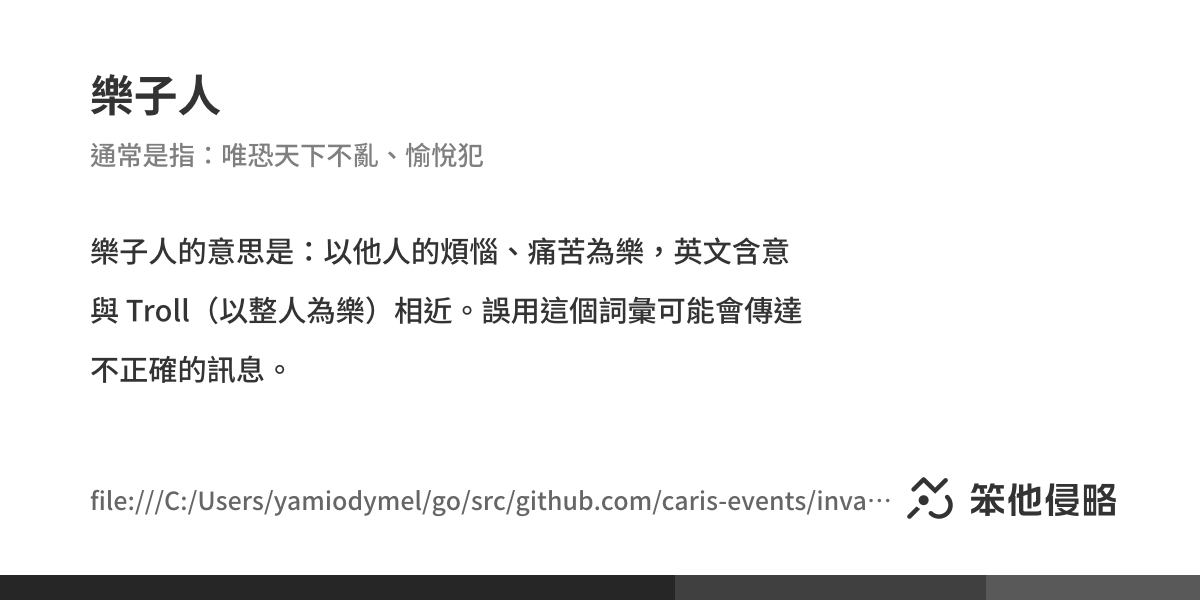 樂子人
通常是指：唯恐天下不亂、愉悅犯
樂子人的意思是：以他人的煩惱、痛苦為樂，英文含意
與 Troll（以整人為樂）相近。誤用這個詞彙可能會傳達
不正確的訊息。
file:///C:/Users/yamiodymel/go/src/github.com/caris-events/inva…
笨他侵略